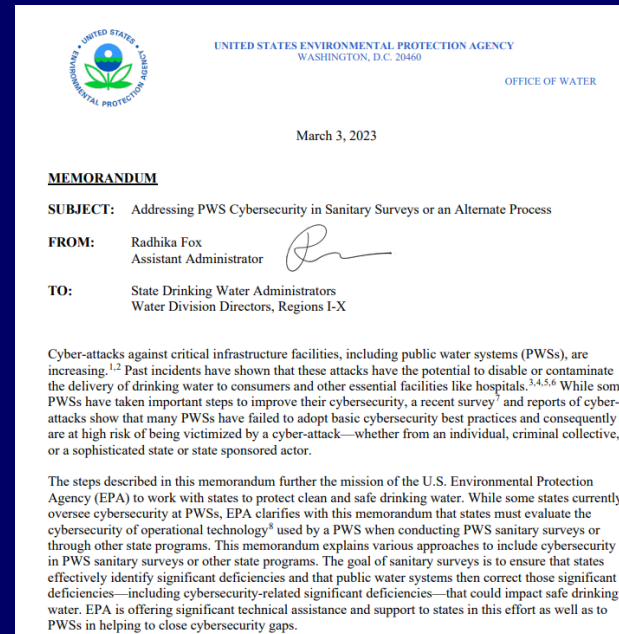 UNITED STATES ENVIRONMENTAL PROTECTION AGENCY
UNITED STATES ENVIRONMENTAL PROTECTION AGENCY
WASHINGTON, D.C. 20460
OFFICE OF WATER
March 3, 2023
MEMORANDUM
SUBJECT: Addressing PWS Cybersecurity in Sanitary Surveys or an Alternate Process
FROM: Radhika Fox
Assistant Administrator
TO: State Drinking Water Administrators
Water Division Directors, Regions I-X
Cyber-attacks against critical infrastructure facilities, including public water systems (PWSs), are
increasing.1,2 Past incidents have shown that these attacks have the potential to disable or contaminate
the delivery of drinking water to consumers and other essential facilities like hospitals.3,4,5,6 While som
PWSs have taken important steps to improve their cybersecurity, a recent survey7 and reports of cyber-
attacks show that many PWSs have failed to adopt basic cybersecurity best practices and consequently
are at high risk of being victimized by a cyber-attack—whether from an individual, criminal collective,
or a sophisticated state or state sponsored actor.
The steps described in this memorandum further the mission of the U.S. Environmental Protection
Agency (EPA) to work with states to protect clean and safe drinking water. While some states currently
oversee cybersecurity at PWSs, EPA clarifies with this memorandum that states must evaluate the
cybersecurity of operational technology8 used by a PWS when conducting PWS sanitary surveys or
through other state programs. This memorandum explains various approaches to include cybersecurity
in PWS sanitary surveys or other state programs. The goal of sanitary surveys is to ensure that states
effectively identify significant deficiencies and that public water systems then correct those significant
deficiencies—including cybersecurity-related significant deficiencies—that could impact safe drinking
water. EPA is offering significant technical assistance and support to states in this effort as well as to
PWSs in helping to close cybersecurity gaps.